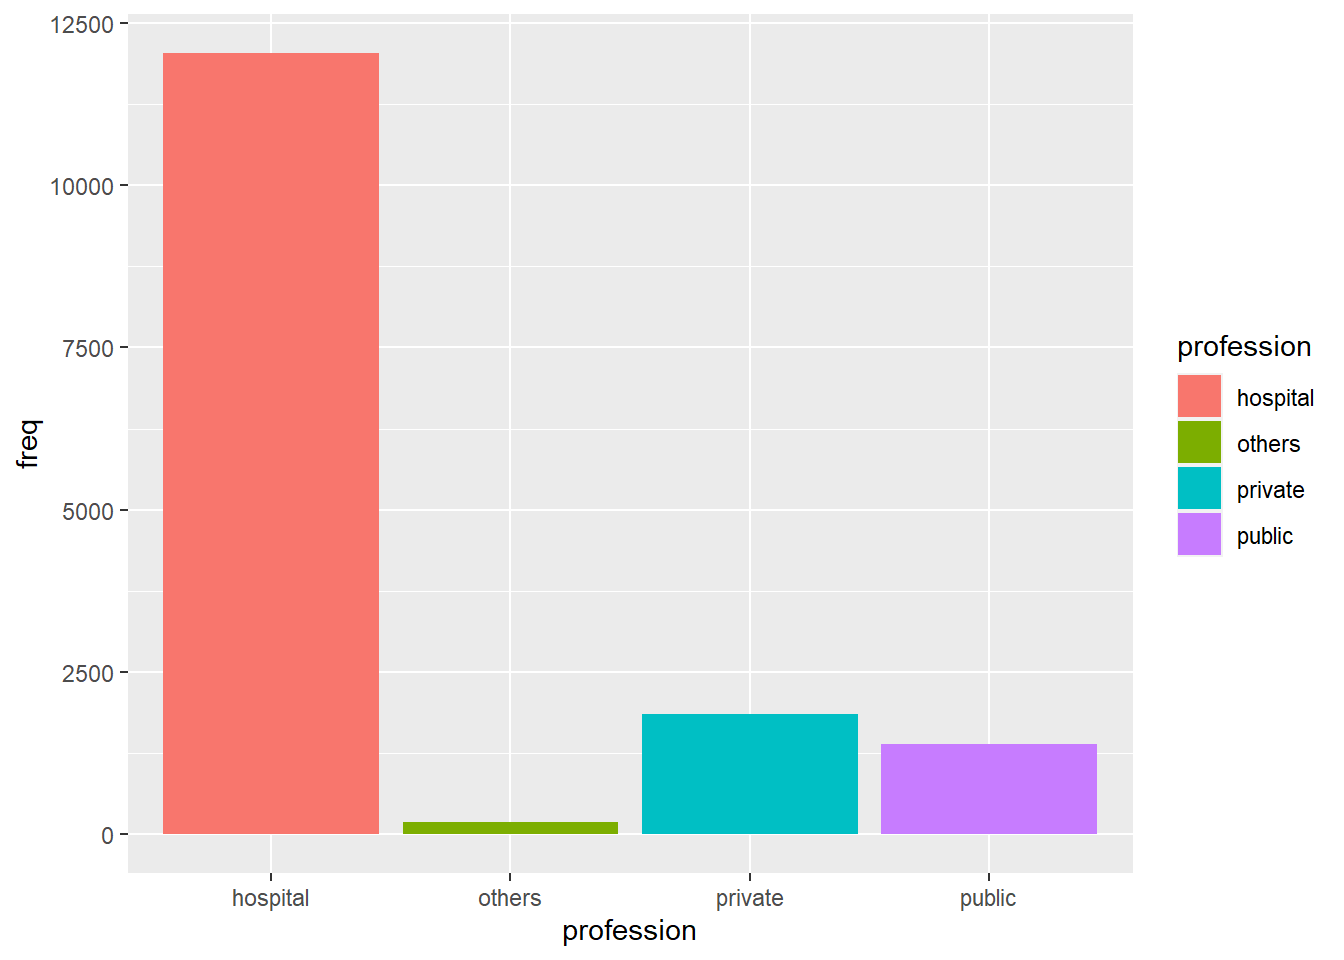 12500
10000
7500
5000
2500
0
freq
hospital others private public
profession
profession
hospital
others
private
public